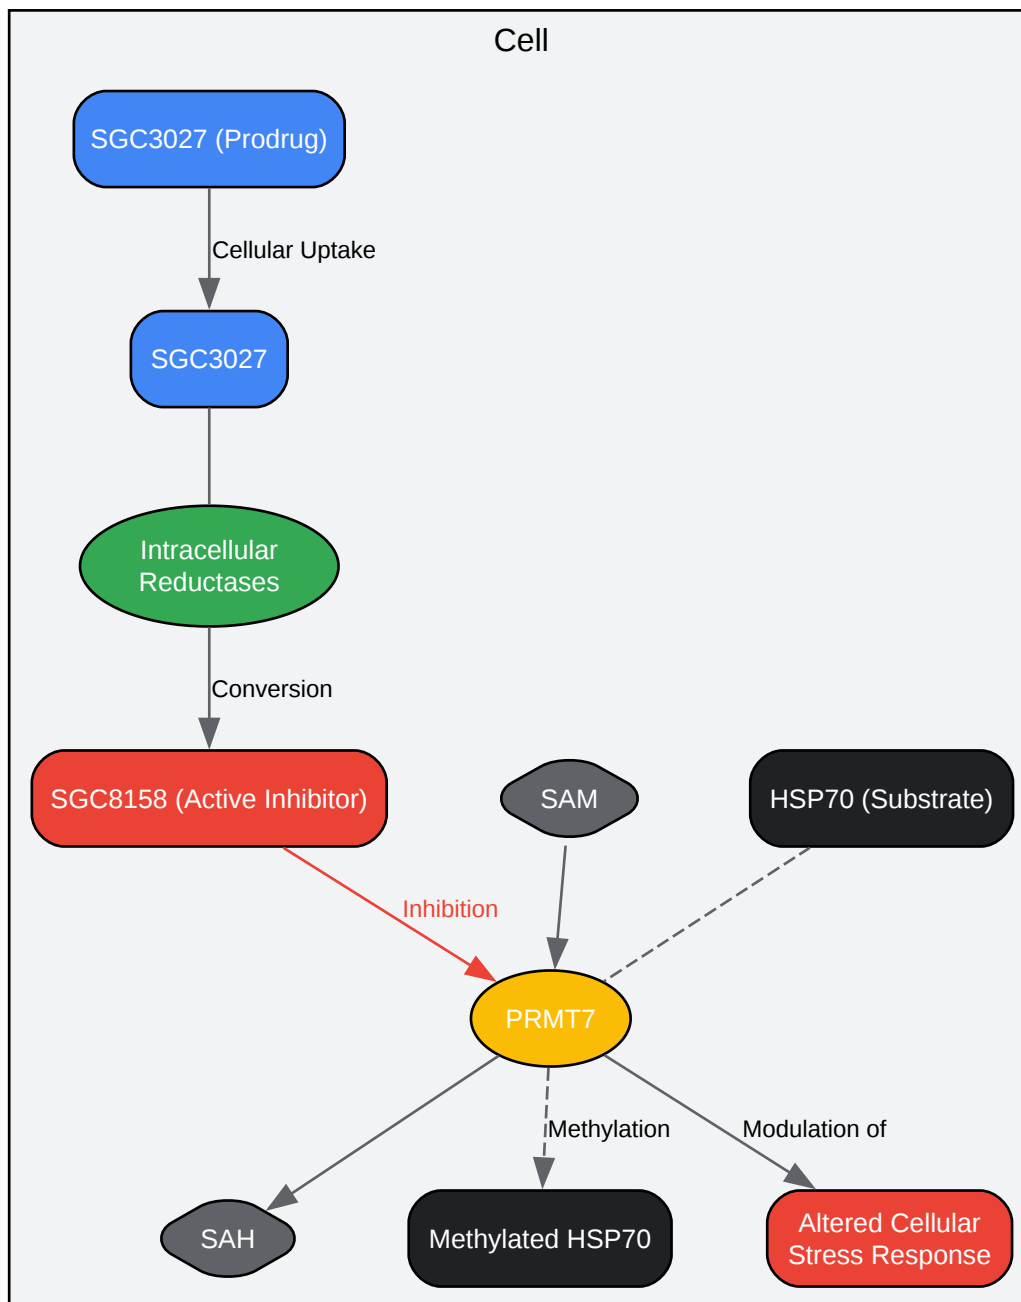 Cell
SGC3027 (Prodrug)
Cellular Uptake
SGC3027
Intracellular
Reductases
Conversion
SGC8158 (Active Inhibitor)
SAM
HSP70 (Substrate)
Inhibition
PRMT7
Methylation
Modulation of
SAH
Methylated HSP70
Altered Cellular
Stress Response